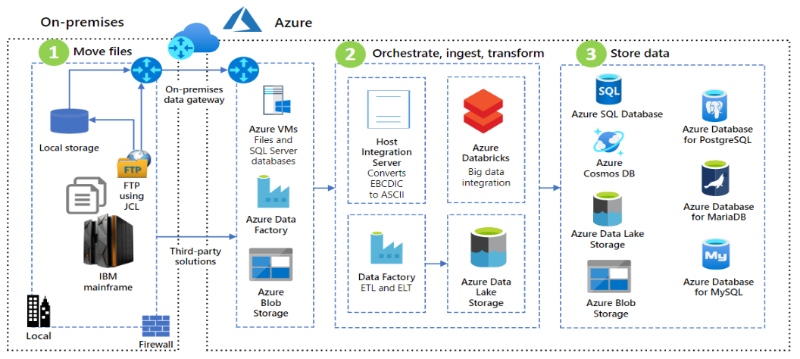 On-premises
Azure
1
Move files
2
Orchestrate, ingest, transform
3
Store data
On-premises
data gateway
Local storage
FTP
FTP
using
JCL
IBM
mainframe
Local
Firewall
Third-party
solutions
Azure VMs
Files and
SQL Server
databases
Azure Data
Factory
Azure
Blob
Storage
Host
Integration
Server
Converts
EBCDIC
to ASCII
Azure
Databricks
Big data
integration
Data Factory
ETL and ELT
Azure Data
Lake
Storage
SQL
Azure SQL Database
Azure
Cosmos DB
Azure Data Lake
Storage
Azure Blob
Storage
Azure Database
for PostgreSQL
Azure Database
for MariaDB
My
Azure Database
for MySQL